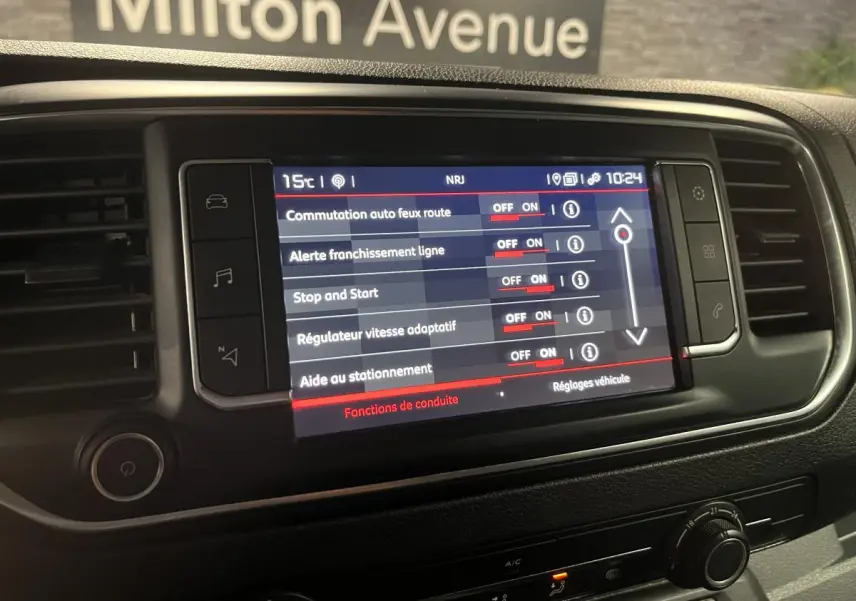 Milton Avenue
15°C NRJ 10:24
Commutation auto feux route OFF ON i
Alerte franchissement ligne OFF ON i
Stop and Start OFF ON i
Régulateur vitesse adaptatif OFF ON i
Aide au stationnement OFF ON i
Fonctions de conduite Réglages véhicule
N
A/C